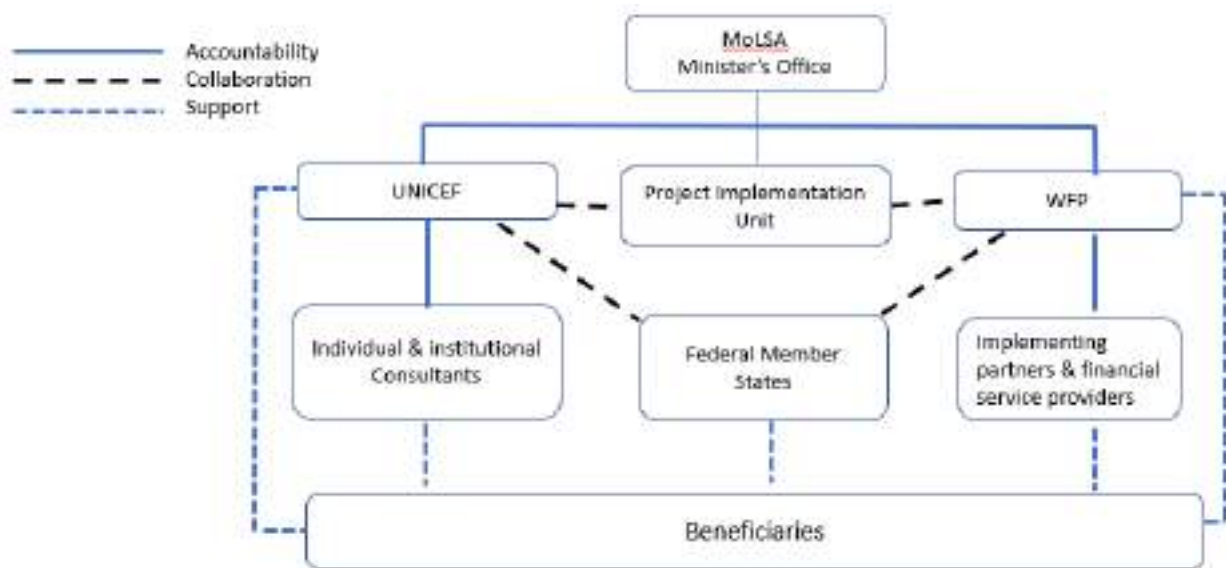 MoLSA
Minister's Office
Accountability
Collaboration
Support
UNICEF
Project Implementation
Unit
WFP
Individual & institutional
Consultants
Federal Member
States
Implementing
partners & financial
service providers
Beneficiaries